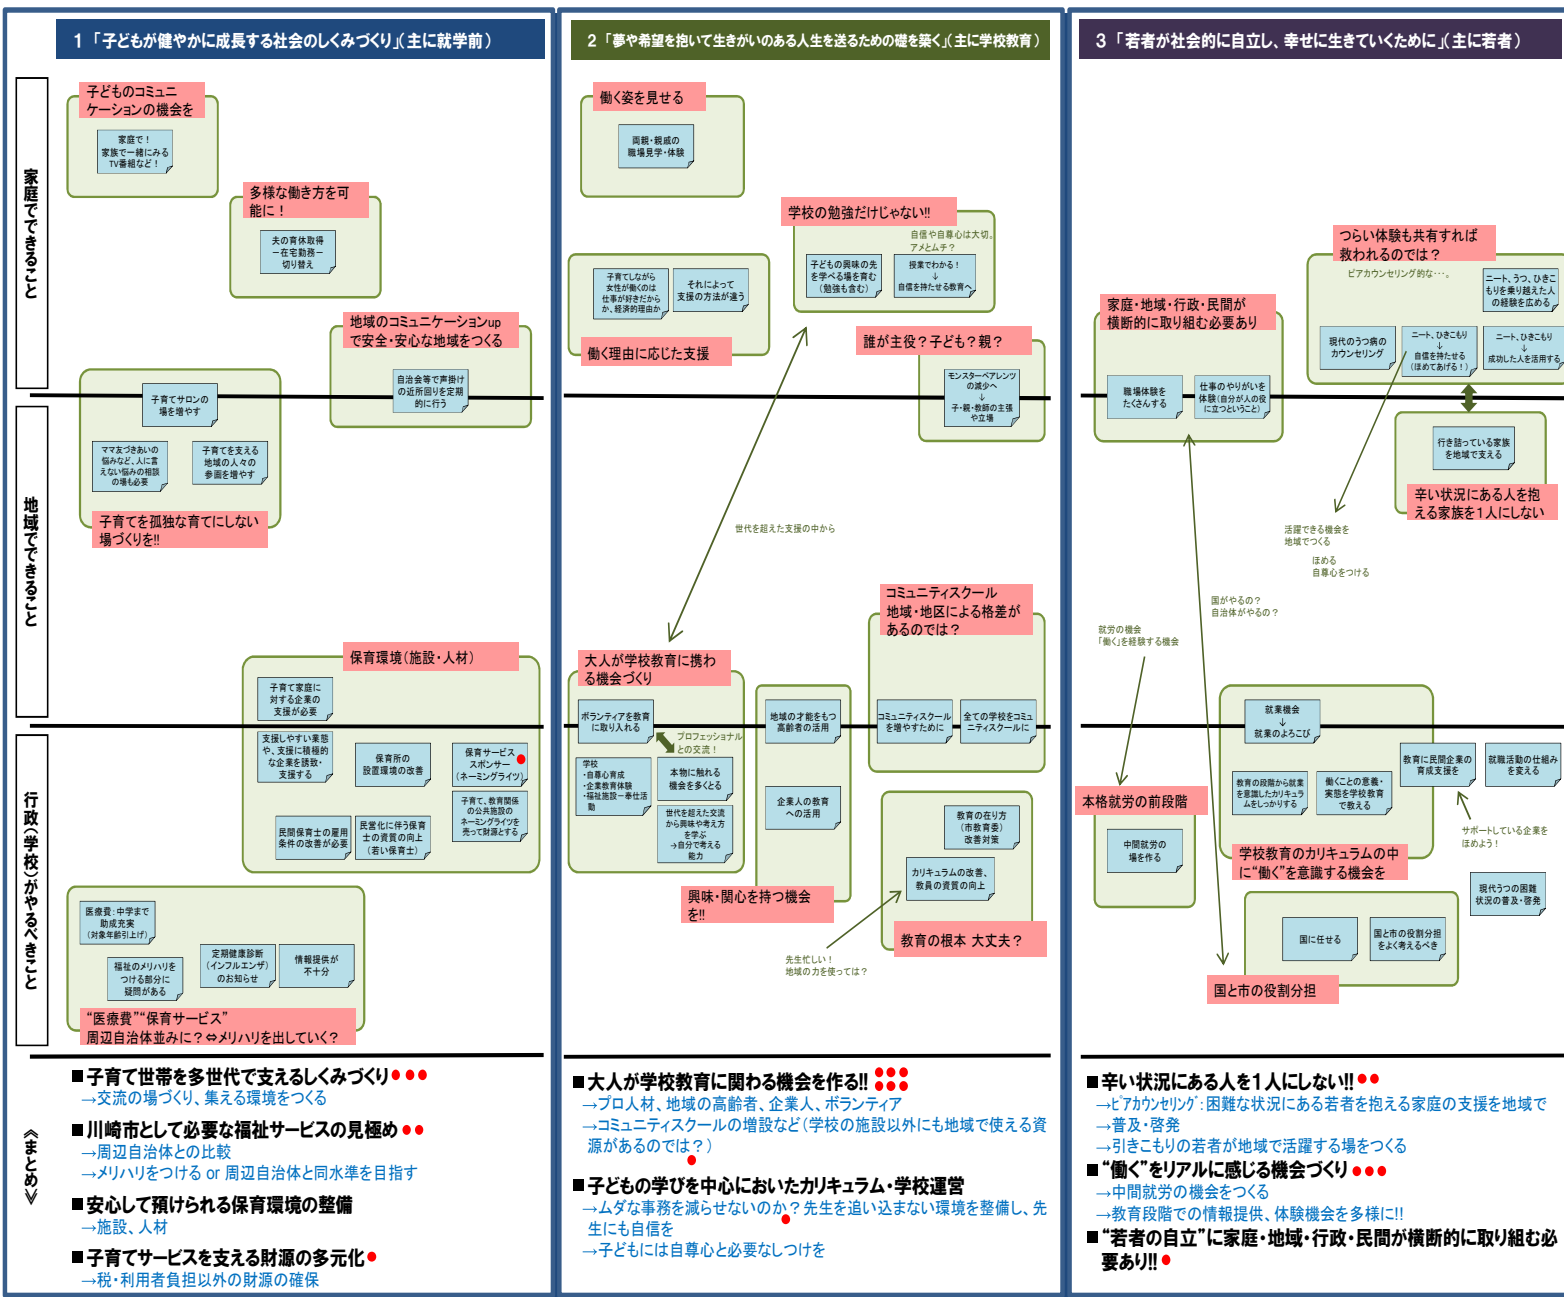 1 「子どもが健やかに成長する社会のしくみづくり」(主に就学前)
家庭でできること
地域でできること
行政(学校)がやるべきこと
≪まとめ≫
子どものコミュニ
ケーションの機会を
家庭で!
家族で一緒にみる
TV番組など!
多様な働き方を可
能に!
夫の育休取得
－在宅勤務－
切り替え
地域のコミュニケーションup
で安全・安心な地域をつくる
自治会等で声掛け
の近所回りを定期
的に行う
子育てサロンの
場を増やす
ママ友づきあいの
悩みなど、人に言
えない悩みの相談
の場も必要
子育てを支える
地域の人々の
参画を増やす
子育てを孤独な育てにしない
場づくりを!!
保育環境(施設・人材)
子育て家庭に
対する企業の
支援が必要
支援しやすい業態
や、支援に積極的
な企業を誘致・
支援する
保育所の
設置環境の改善
保育サービス
スポンサー
(ネーミングライツ)
子育て、教育関係
の公共施設の
ネーミングライツを
売って財源とする
民間保育士の雇用
条件の改善が必要
民営化に伴う保育
士の資質の向上
(若い保育士)
医療費:中学まで
助成充実
(対象年齢引上げ)
福祉のメリハリを
つける部分に
疑問がある
定期健康診断
(インフルエンザ)
のお知らせ
情報提供が
不十分
“医療費”“保育サービス”
周辺自治体並みに?⇔メリハリを出していく?
■子育て世帯を多世代で支えるしくみづくり●●●
→交流の場づくり、集える環境をつくる
■川崎市として必要な福祉サービスの見極め●●
→周辺自治体との比較
→メリハリをつける or 周辺自治体と同水準を目指す
■安心して預けられる保育環境の整備
→施設、人材
■子育てサービスを支える財源の多元化●
→税・利用者負担以外の財源の確保
2 「夢や希望を抱いて生きがいのある人生を送るための礎を築く」(主に学校教育)
働く姿を見せる
両親・親戚の
職場見学・体験
学校の勉強だけじゃない!!
自信や自尊心は大切。
アメとムチ?
子どもの興味の先
を学べる場を育む
(勉強も含む)
授業でわかる!
↓
自信を持たせる教育へ
子育てしながら
女性が働くのは
仕事が好きだから
か、経済的理由か
それによって
支援の方法が違う
働く理由に応じた支援
誰が主役?子ども?親?
モンスターペアレンツ
の減少へ
↓
子・親・教師の主張
や立場
世代を超えた支援の中から
コミュニティスクール
地域・地区による格差が
あるのでは?
コミュニティスクール
を増やすために
全ての学校をコミュ
ニティスクールに
大人が学校教育に携わ
る機会づくり
ボランティアを教育
に取り入れる
プロフェッショナル
との交流!
学校
・自尊心育成
・企業教育体験
・福祉施設－奉仕活
動
本物に触れる
機会を多くとる
世代を超えた交流
から興味や考え方
を学ぶ
→自分で考える
能力
地域の才能をもつ
高齢者の活用
企業人の教育
への活用
興味・関心を持つ機会
を!!
教育の在り方
(市教育委)
改善対策
カリキュラムの改善、
教員の資質の向上
教育の根本 大丈夫?
先生忙しい!
地域の力を使っては?
■大人が学校教育に関わる機会を作る!! ●●●●●●
→プロ人材、地域の高齢者、企業人、ボランティア
→コミュニティスクールの増設など(学校の施設以外にも地域で使える資
源があるのでは?)
■子どもの学びを中心においたカリキュラム・学校運営
→ムダな事務を減らせないのか?先生を追い込まない環境を整備し、先
生にも自信を
→子どもには自尊心と必要なしつけを
3 「若者が社会的に自立し、幸せに生きていくために」(主に若者)
つらい体験も共有すれば
救われるのでは?
ピアカウンセリング的な・・・。
ニート、うつ、ひきこ
もりを乗り越えた人
の経験を広める
現代のうつ病の
カウンセリング
ニート、ひきこもり
↓
自信を持たせる
(ほめてあげる!)
ニート、ひきこもり
↓
成功した人を活用する
家庭・地域・行政・民間が
横断的に取り組む必要あり
職場体験を
たくさんする
仕事のやりがいを
体験(自分が人の役
に立つということ)
行き詰っている家族
を地域で支える
辛い状況にある人を抱
える家族を1人にしない
活躍できる機会を
地域でつくる
ほめる
自尊心をつける
国がやるの?
自治体がやるの?
就労の機会
「働く」を経験する機会
就業機会
↓
就業のよろこび
教育の段階から就業
を意識したカリキュラ
ムをしっかりする
働くことの意義・
実態を学校教育
で教える
学校教育のカリキュラムの中
に“働く”を意識する機会を
教育に民間企業の
育成支援を
就職活動の仕組み
を変える
サポートしている企業を
ほめよう!
本格就労の前段階
中間就労の
場を作る
現代うつの困難
状況の普及・啓発
国に任せる
国と市の役割分担
をよく考えるべき
国と市の役割分担
■辛い状況にある人を1人にしない!! ●●
→ピアカウンセリング:困難な状況にある若者を抱える家庭の支援を地域で
→普及・啓発
→引きこもりの若者が地域で活躍する場をつくる
■“働く”をリアルに感じる機会づくり●●●
→中間就労の機会をつくる
→教育段階での情報提供、体験機会を多様に!!
■“若者の自立”に家庭・地域・行政・民間が横断的に取り組む必
要あり!! ●